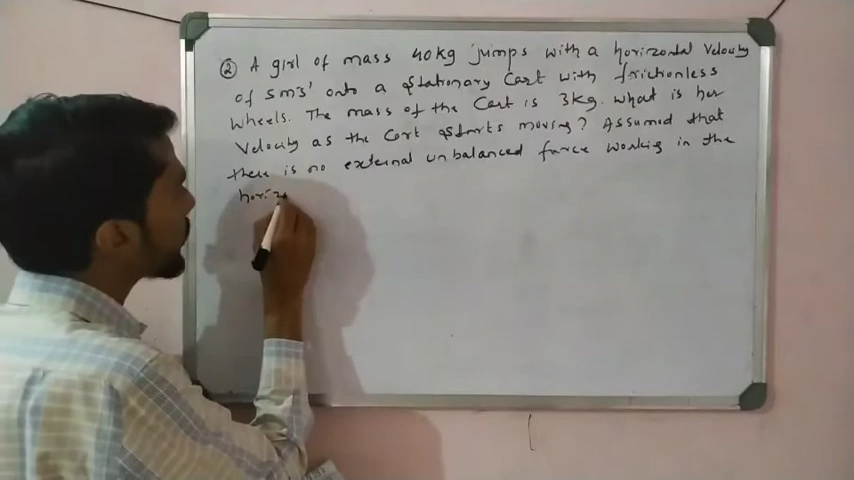 ② A girl of mass 40kg jumps with a horizontal velocity
of 5ms¹ onto a stationary Cart with frictionless
wheels. The mass of the Cart is 3kg. what is her
velocity as the Cart starts moving? Assumed that
there is no external unbalanced force working in the
horizo